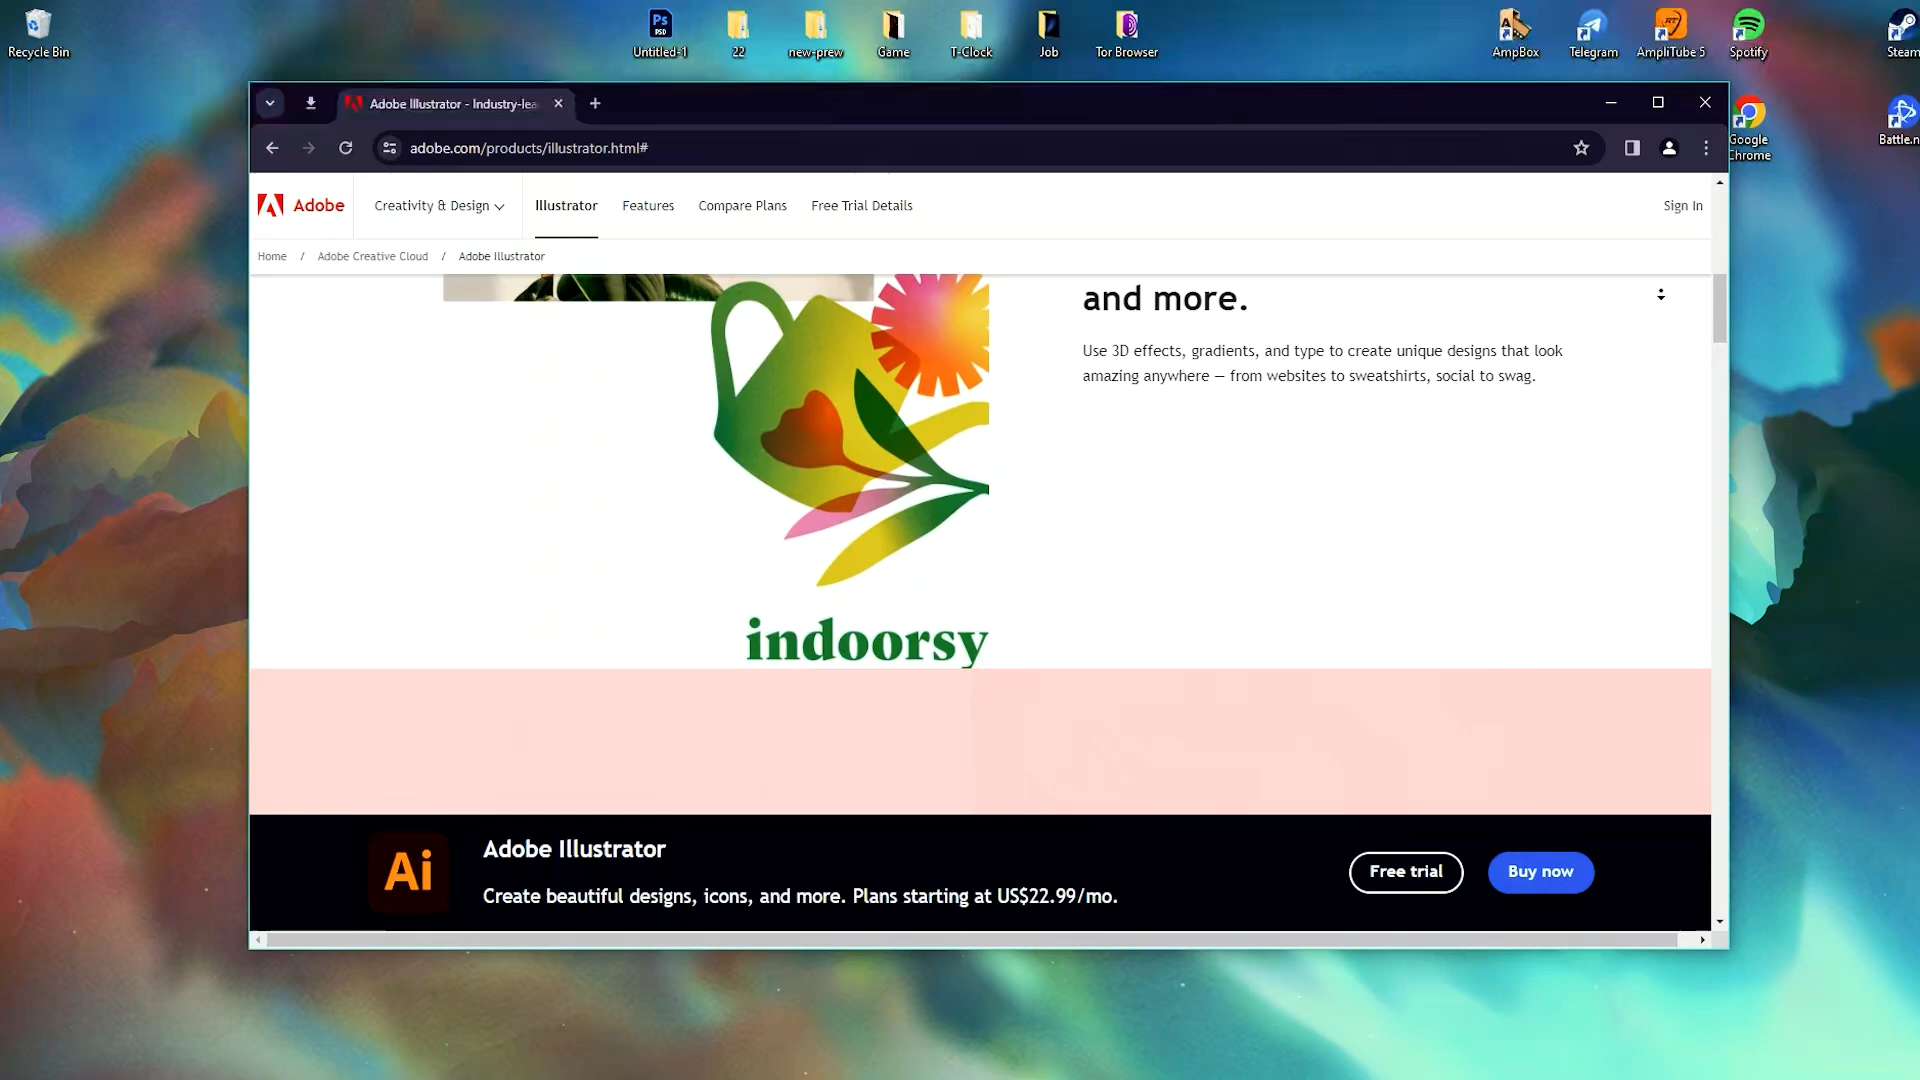 Recycle Bin
Ps
PSD
Untitled-1
22
new-prew
Game
T-Clock
Job
Tor Browser
AmpBox
Telegram
AmpliTube 5
Spotify
Steam
Google
Chrome
Battle.n
Adobe Illustrator - Industry-lea
adobe.com/products/illustrator.html#
Adobe
Creativity & Design
Illustrator
Features
Compare Plans
Free Trial Details
Sign In
Home / Adobe Creative Cloud / Adobe Illustrator
and more.
Use 3D effects, gradients, and type to create unique designs that look
amazing anywhere — from websites to sweatshirts, social to swag.
indoorsy
Ai
Adobe Illustrator
Create beautiful designs, icons, and more. Plans starting at US$22.99/mo.
Free trial
Buy now